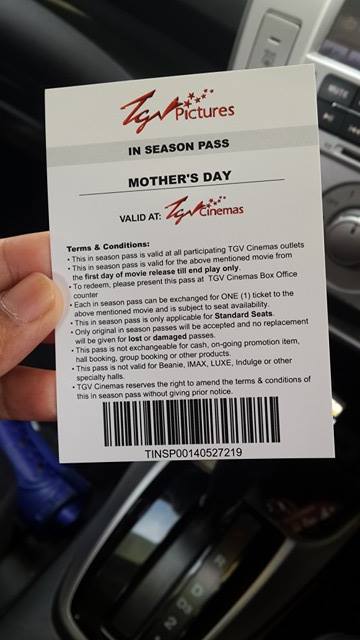 TGV Pictures
IN SEASON PASS
MOTHER'S DAY
VALID AT: TGV Cinemas
Terms & Conditions:
• This in season pass is valid at all participating TGV Cinemas outlets
• This in season pass is valid for the above mentioned movie from
the first day of movie release till end play only.
• To redeem, please present this pass at TGV Cinemas Box Office
counter
• Each in season pass can be exchanged for ONE (1) ticket to the
above mentioned movie and is subject to seat availability.
• This in season pass is only applicable for Standard Seats.
• Only original in season passes will be accepted and no replacement
will be given for lost or damaged passes.
• This pass is not exchangeable for cash, on-going promotion item,
hall booking, group booking or other products.
• This pass is not valid for Beanie, IMAX, LUXE, Indulge or other
specialty halls.
• TGV Cinemas reserves the right to amend the terms & conditions of
this in season pass without giving prior notice.
TINSP00140527219
MUTE
R